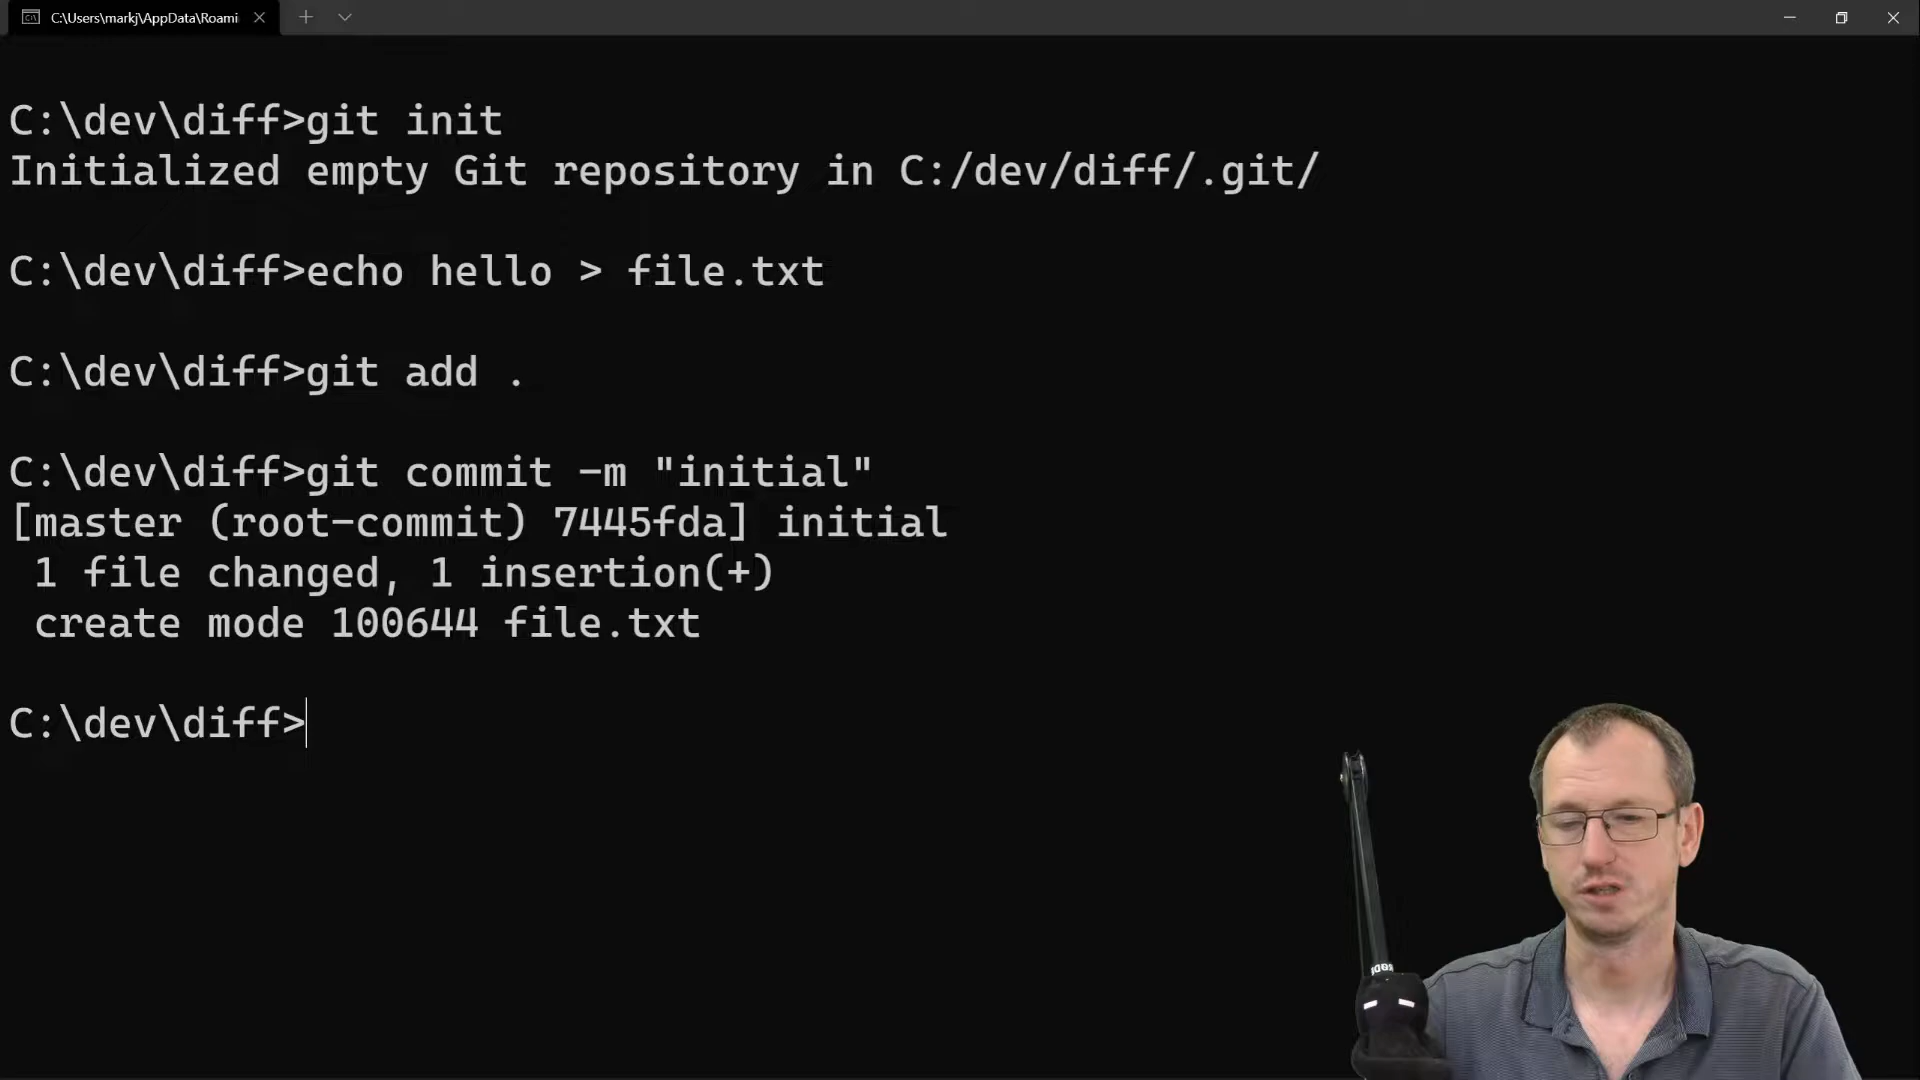 C:\Users\markj\AppData\Roami
C:\dev\diff>git init
Initialized empty Git repository in C:/dev/diff/.git/
C:\dev\diff>echo hello > file.txt
C:\dev\diff>git add .
C:\dev\diff>git commit -m "initial"
[master (root-commit) 7445fda] initial
 1 file changed, 1 insertion(+)
 create mode 100644 file.txt
C:\dev\diff>